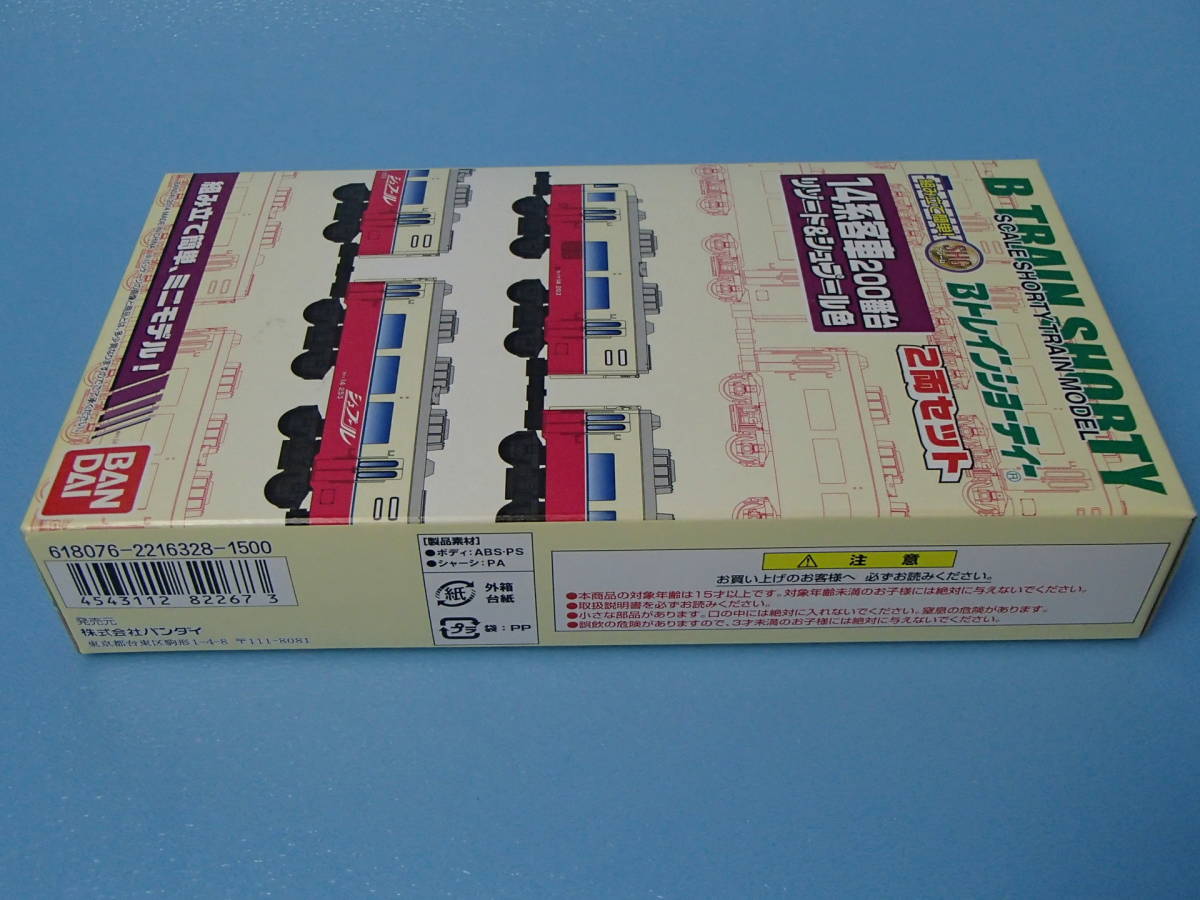 B TRAIN SHORTY
SCALE SHORTY TRAIN MODEL
Bトレインショーティー®
組み立て簡単!
14系客車200番台
リゾート&シュプール色
2両セット
シュプール
組み立て簡単、ミニモデル!
BAN
DAI
618076-2216328-1500
4543112 82267 3
発売元
株式会社バンダイ
東京都台東区駒形1-4-8 〒111-8081
【製品素材】
●ボディ:ABS・PS
●シャーシ:PA
紙
外箱
台紙
プラ
袋:PP
注意
お買い上げのお客様へ 必ずお読みください。
●本商品の対象年齢は15才以上です。対象年齢未満のお子様には絶対に与えないでください。
●取扱説明書を必ずお読みください。
●小さな部品があります。口の中には絶対に入れないでください。窒息の危険があります。
●誤飲の危険がありますので、3才未満のお子様には絶対に与えないでください。